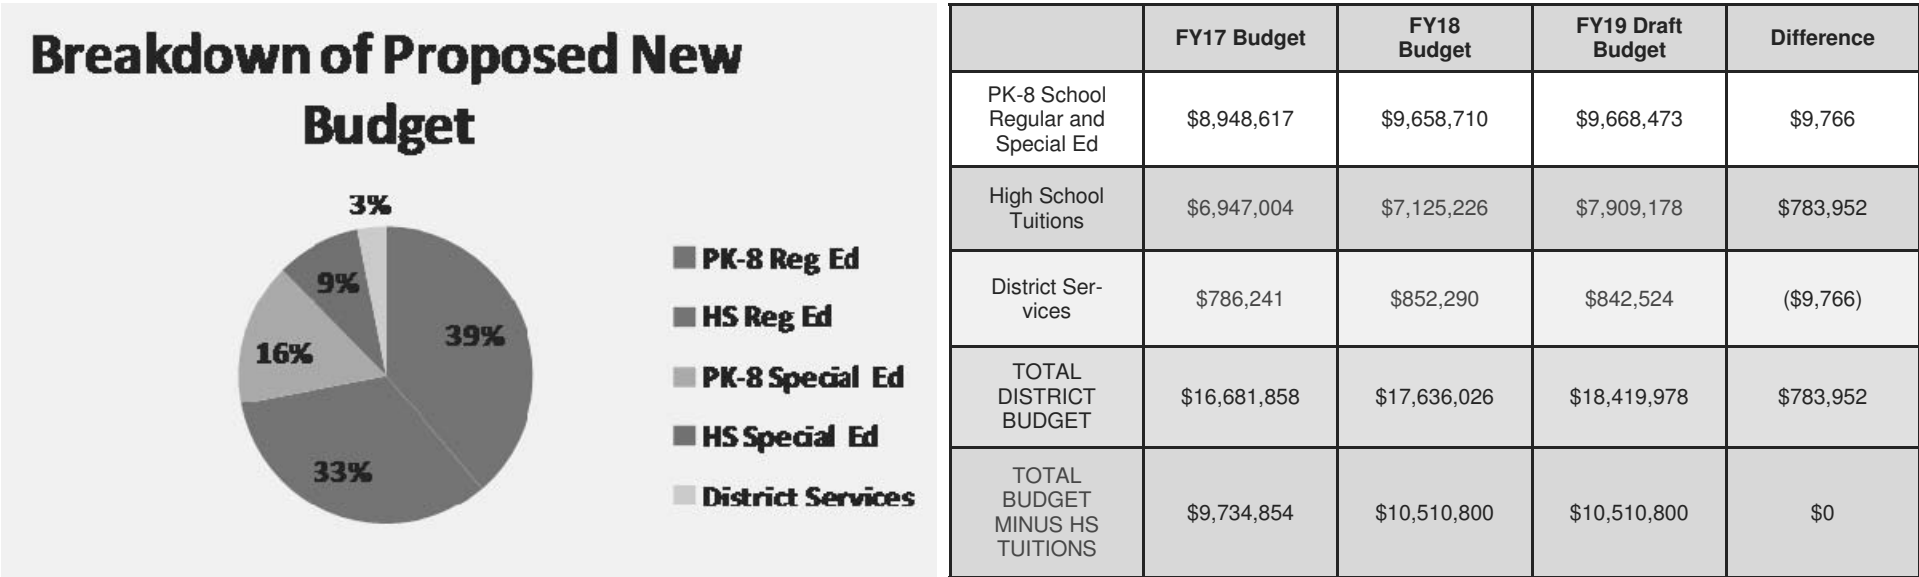 Breakdown of Proposed New
Budget
3%
9%
39%
16%
33%
PK-8 Reg Ed
HS Reg Ed
PK-8 Special Ed
HS Special Ed
District Services
FY17 Budget
FY18
Budget
FY19 Draft
Budget
Difference
PK-8 School
Regular and
Special Ed
$8,948,617
$9,658,710
$9,668,473
$9,766
High School
Tuitions
$6,947,004
$7,125,226
$7,909,178
$783,952
District Ser-
vices
$786,241
$852,290
$842,524
($9,766)
TOTAL
DISTRICT
BUDGET
$16,681,858
$17,636,026
$18,419,978
$783,952
TOTAL
BUDGET
MINUS HS
TUITIONS
$9,734,854
$10,510,800
$10,510,800
$0